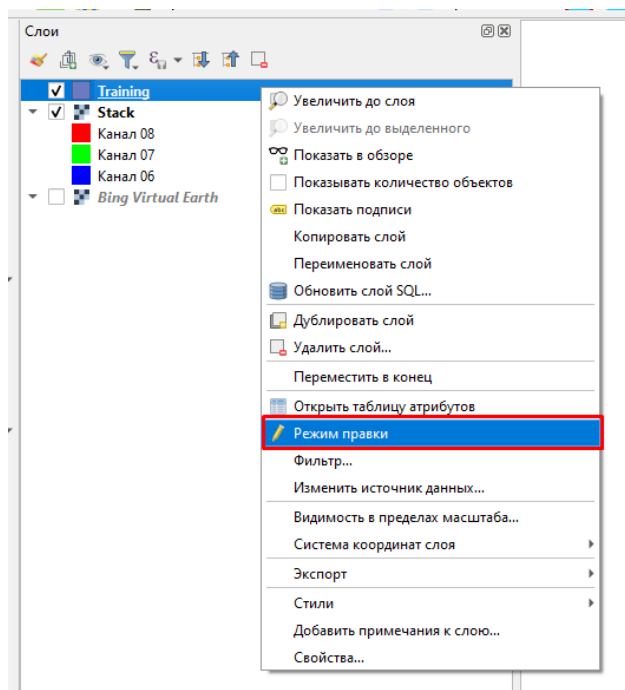 Слои
Training
Stack
Канал 08
Канал 07
Канал 06
Bing Virtual Earth
Увеличить до слоя
Увеличить до выделенного
Показать в обзоре
Показывать количество объектов
abc Показать подписи
Копировать слой
Переименовать слой
Обновить слой SQL...
Дублировать слой
Удалить слой...
Переместить в конец
Открыть таблицу атрибутов
Режим правки
Фильтр...
Изменить источник данных...
Видимость в пределах масштаба...
Система координат слоя
Экспорт
Стили
Добавить примечания к слою...
Свойства...